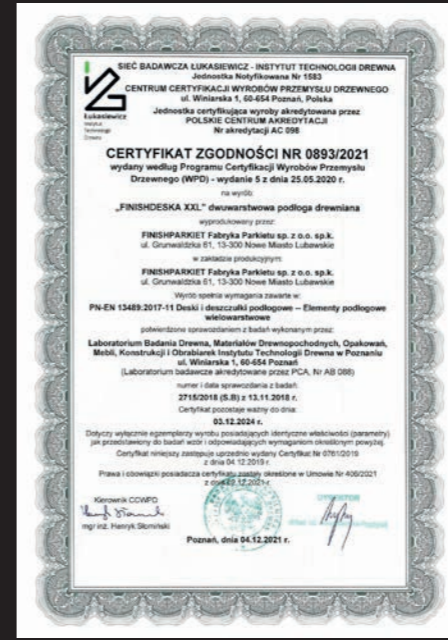 SIEĆ BADAWCZA ŁUKASIEWICZ - INSTYTUT TECHNOLOGII DREWNA
Jednostka Notyfikowana Nr 1583
CENTRUM CERTYFIKACJI WYROBÓW PRZEMYSŁU DRZEWNEGO
ul. Winiarska 1, 60-654 Poznań, Polska
Jednostka certyfikująca wyroby akredytowana przez
POLSKIE CENTRUM AKREDYTACJI
Nr akredytacji AC 098
Łukasiewicz
Instytut
Technologii
Drewna
CERTYFIKAT ZGODNOŚCI NR 0893/2021
wydany według Programu Certyfikacji Wyrobów Przemysłu
Drzewnego (WPD) - wydanie 5 z dnia 25.05.2020 r.
na wyrób:
„FINISHDESKA XXL" dwuwarstwowa podłoga drewniana
wyprodukowany przez:
FINISHPARKIET Fabryka Parkietu sp. z o.o. sp.k.
ul. Grunwaldzka 61, 13-300 Nowe Miasto Lubawskie
w zakładzie produkcyjnym:
FINISHPARKIET Fabryka Parkietu sp. z o.o. sp.k.
ul. Grunwaldzka 61, 13-300 Nowe Miasto Lubawskie
Wyrób spełnia wymagania zawarte w:
PN-EN 13489:2017-11 Deski i deszczułki podłogowe – Elementy podłogowe
wielowarstwowe
potwierdzone sprawozdaniem z badań wykonanym przez:
Laboratorium Badania Drewna, Materiałów Drewnopochodnych, Opakowań,
Mebli, Konstrukcji i Obrabiarek Instytutu Technologii Drewna w Poznaniu
ul. Winiarska 1, 60-654 Poznań
(Laboratorium badawcze akredytowane przez PCA, Nr AB 088)
numer i data sprawozdania z badań:
2715/2018 (S.B) z 13.11.2018 r.
Certyfikat pozostaje ważny do dnia:
03.12.2024 r.
Dotyczy wyłącznie egzemplarzy wyrobu posiadających identyczne właściwości (parametry)
jak przedstawiony do badań wzór i odpowiadających wymaganiom określonym powyżej.
Certyfikat niniejszy zastępuje uprzednio wydany Certyfikat Nr 0761/2019
z dnia 04.12.2019 r.
Prawa i obowiązki posiadacza certyfikatu zostały określone w Umowie Nr 406/2021
z dnia 02.12.2021 r.
Kierownik CCWPD
DYREKTOR
mgr inż. Henryk Słomiński
Poznań, dnia 04.12.2021 r.